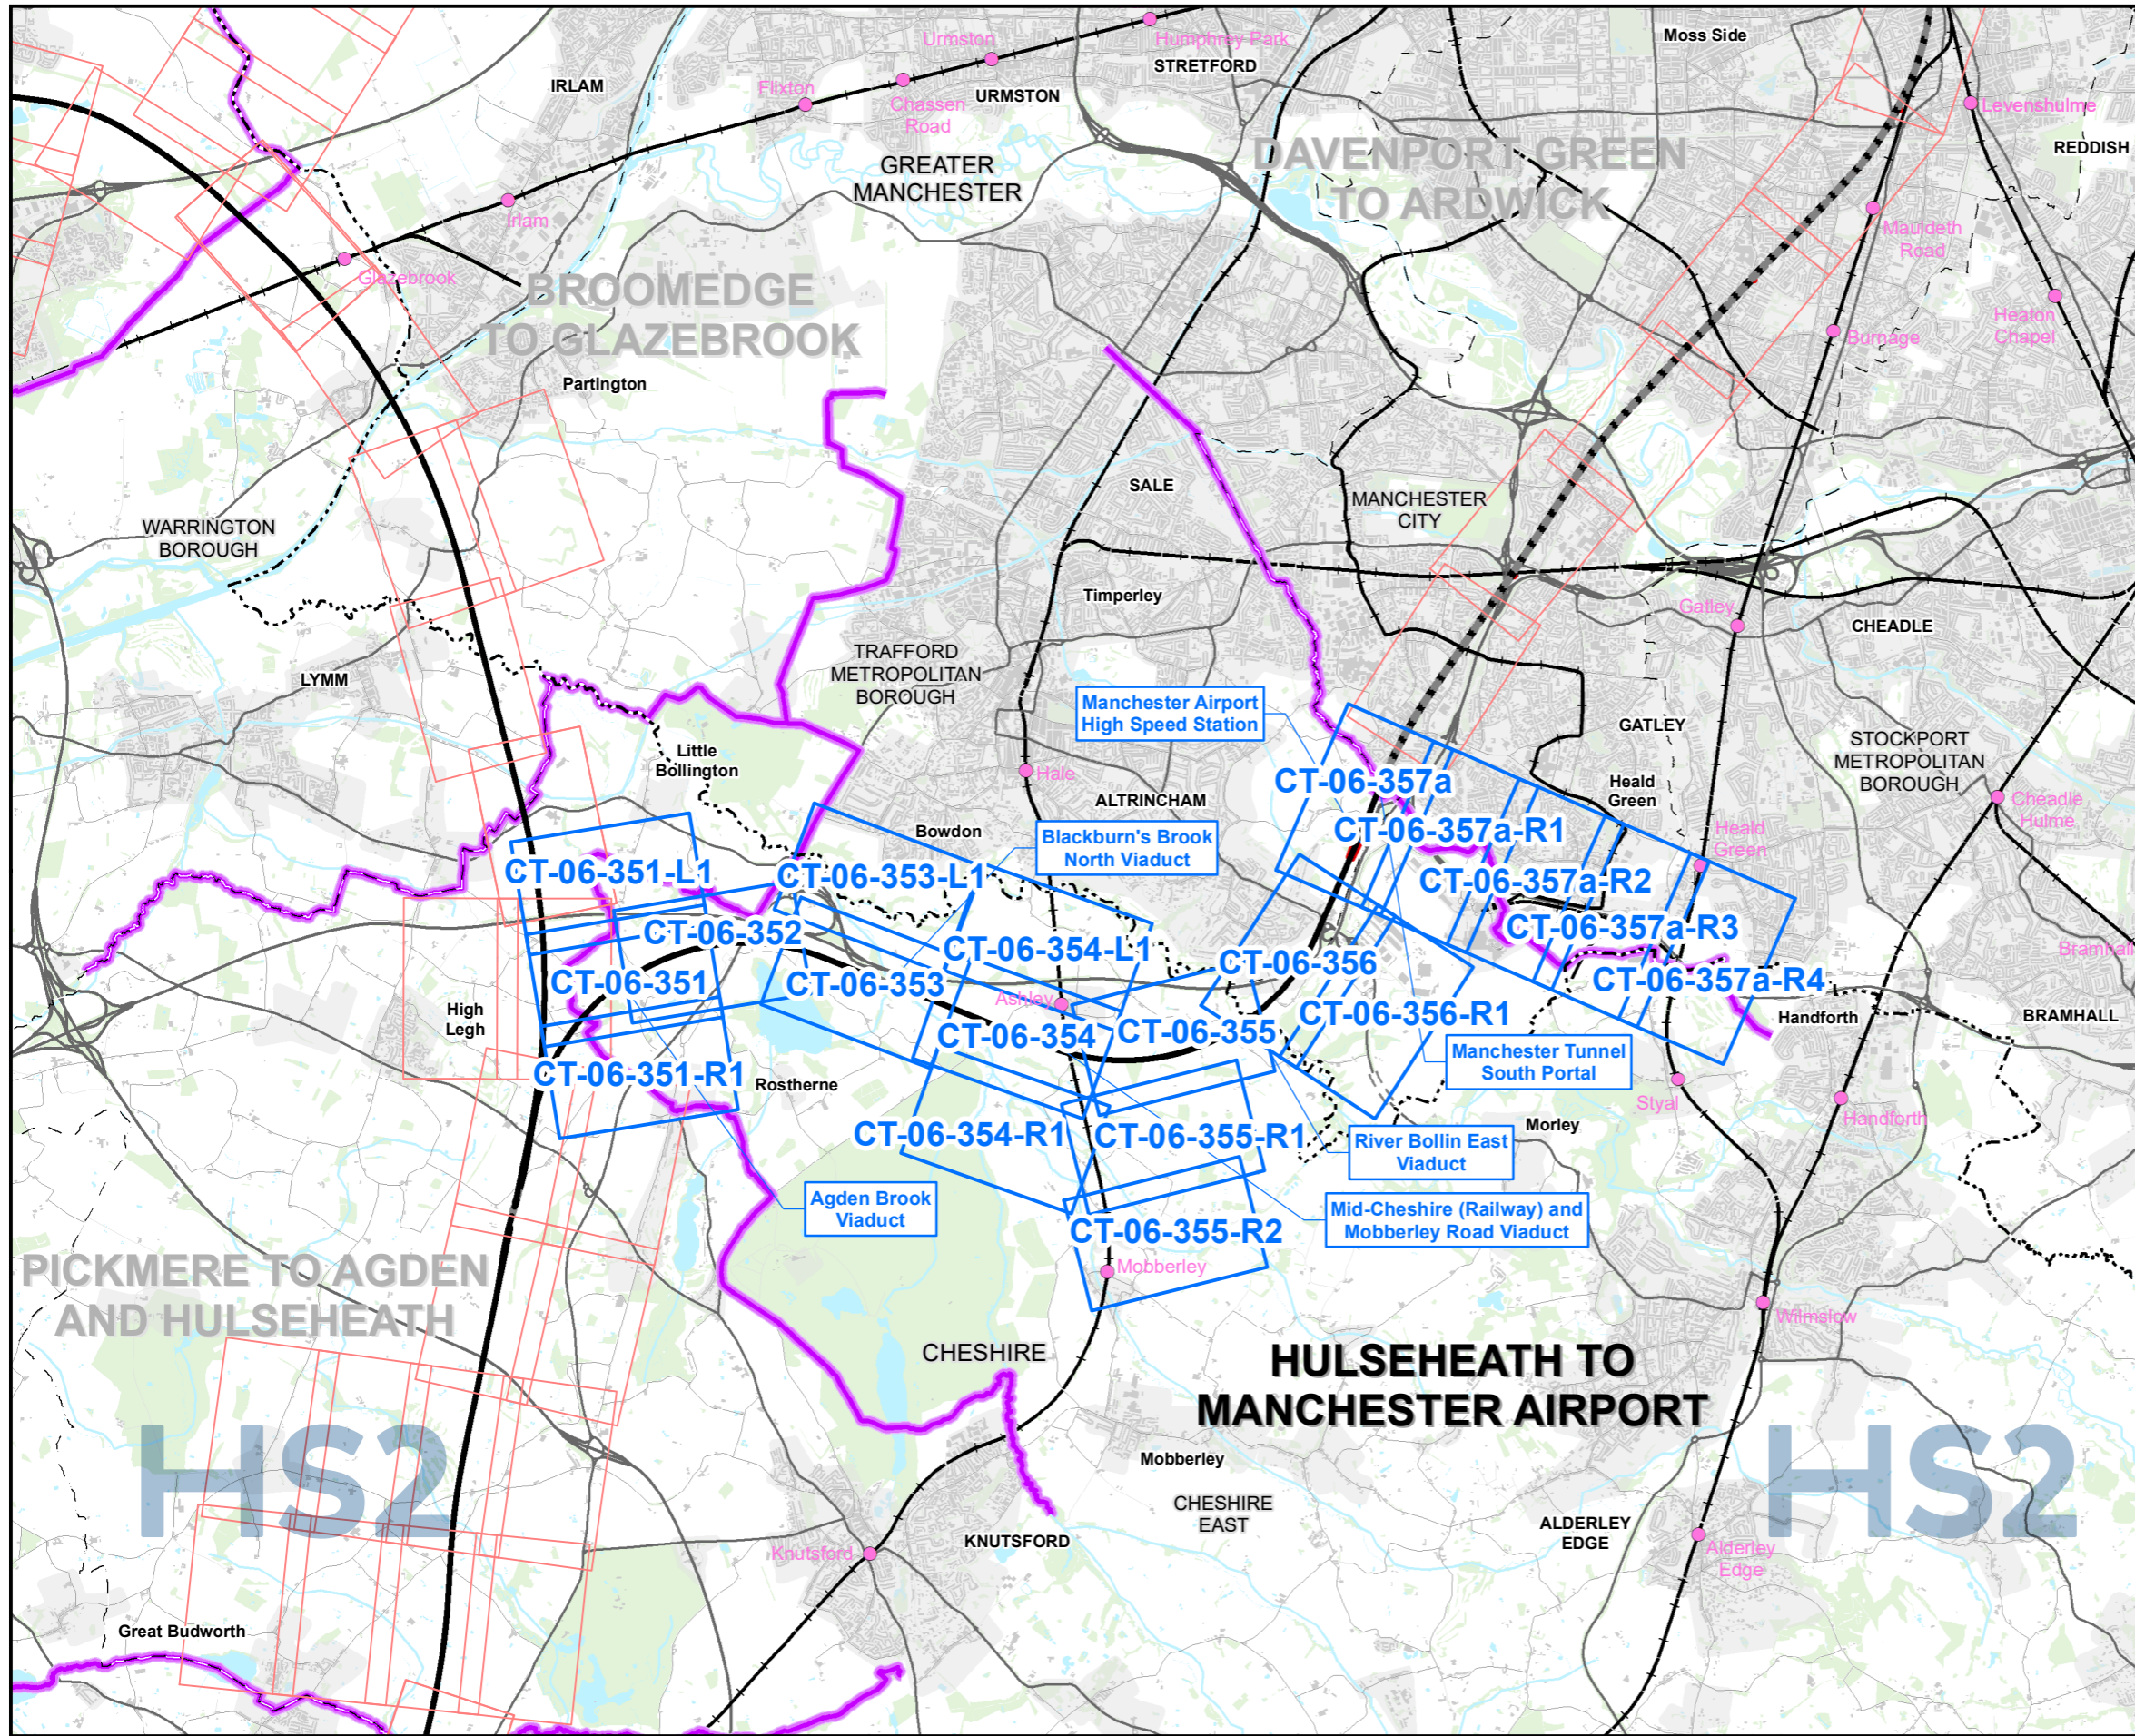 Moss Side
Humphrey Park
Urmston
STRETFORD
IRLAM
Flixton
URMSTON
Chassen
Road
Levenshulme
REDDISH
DAVENPORT GREEN
TO ARDWICK
GREATER
MANCHESTER
Irlam
Mauldeth
Road
Glazebrook
BROOMEDGE
TO GLAZEBROOK
Heaton
Chapel
Burnage
Partington
SALE
MANCHESTER
CITY
WARRINGTON
BOROUGH
Timperley
Gatley
CHEADLE
TRAFFORD
METROPOLITAN
BOROUGH
LYMM
Manchester Airport
High Speed Station
GATLEY
STOCKPORT
METROPOLITAN
BOROUGH
Little
Bollington
Hale
CT-06-357a
Heald
Green
ALTRINCHAM
Cheadle
Hulme
Bowdon
Blackburn's Brook
North Viaduct
CT-06-357a-R1
Heald
Green
CT-06-351-L1
CT-06-353-L1
CT-06-357a-R2
CT-06-352
CT-06-357a-R3
CT-06-354-L1
Bramhall
CT-06-356
CT-06-351
CT-06-353
CT-06-357a-R4
Ashley
High
Legh
CT-06-356-R1
Handforth
BRAMHALL
CT-06-354
CT-06-355
Manchester Tunnel
South Portal
CT-06-351-R1
Rostherne
Styal
Handforth
CT-06-354-R1
CT-06-355-R1
Morley
River Bollin East
Viaduct
Agden Brook
Viaduct
Mid-Cheshire (Railway) and
Mobberley Road Viaduct
CT-06-355-R2
Mobberley
PICKMERE TO AGDEN
AND HULSEHEATH
Wilmslow
CHESHIRE
HULSEHEATH TO
MANCHESTER AIRPORT
HS2
HS2
Mobberley
CHESHIRE
EAST
KNUTSFORD
Knutsford
ALDERLEY
EDGE
Alderley
Edge
Great Budworth